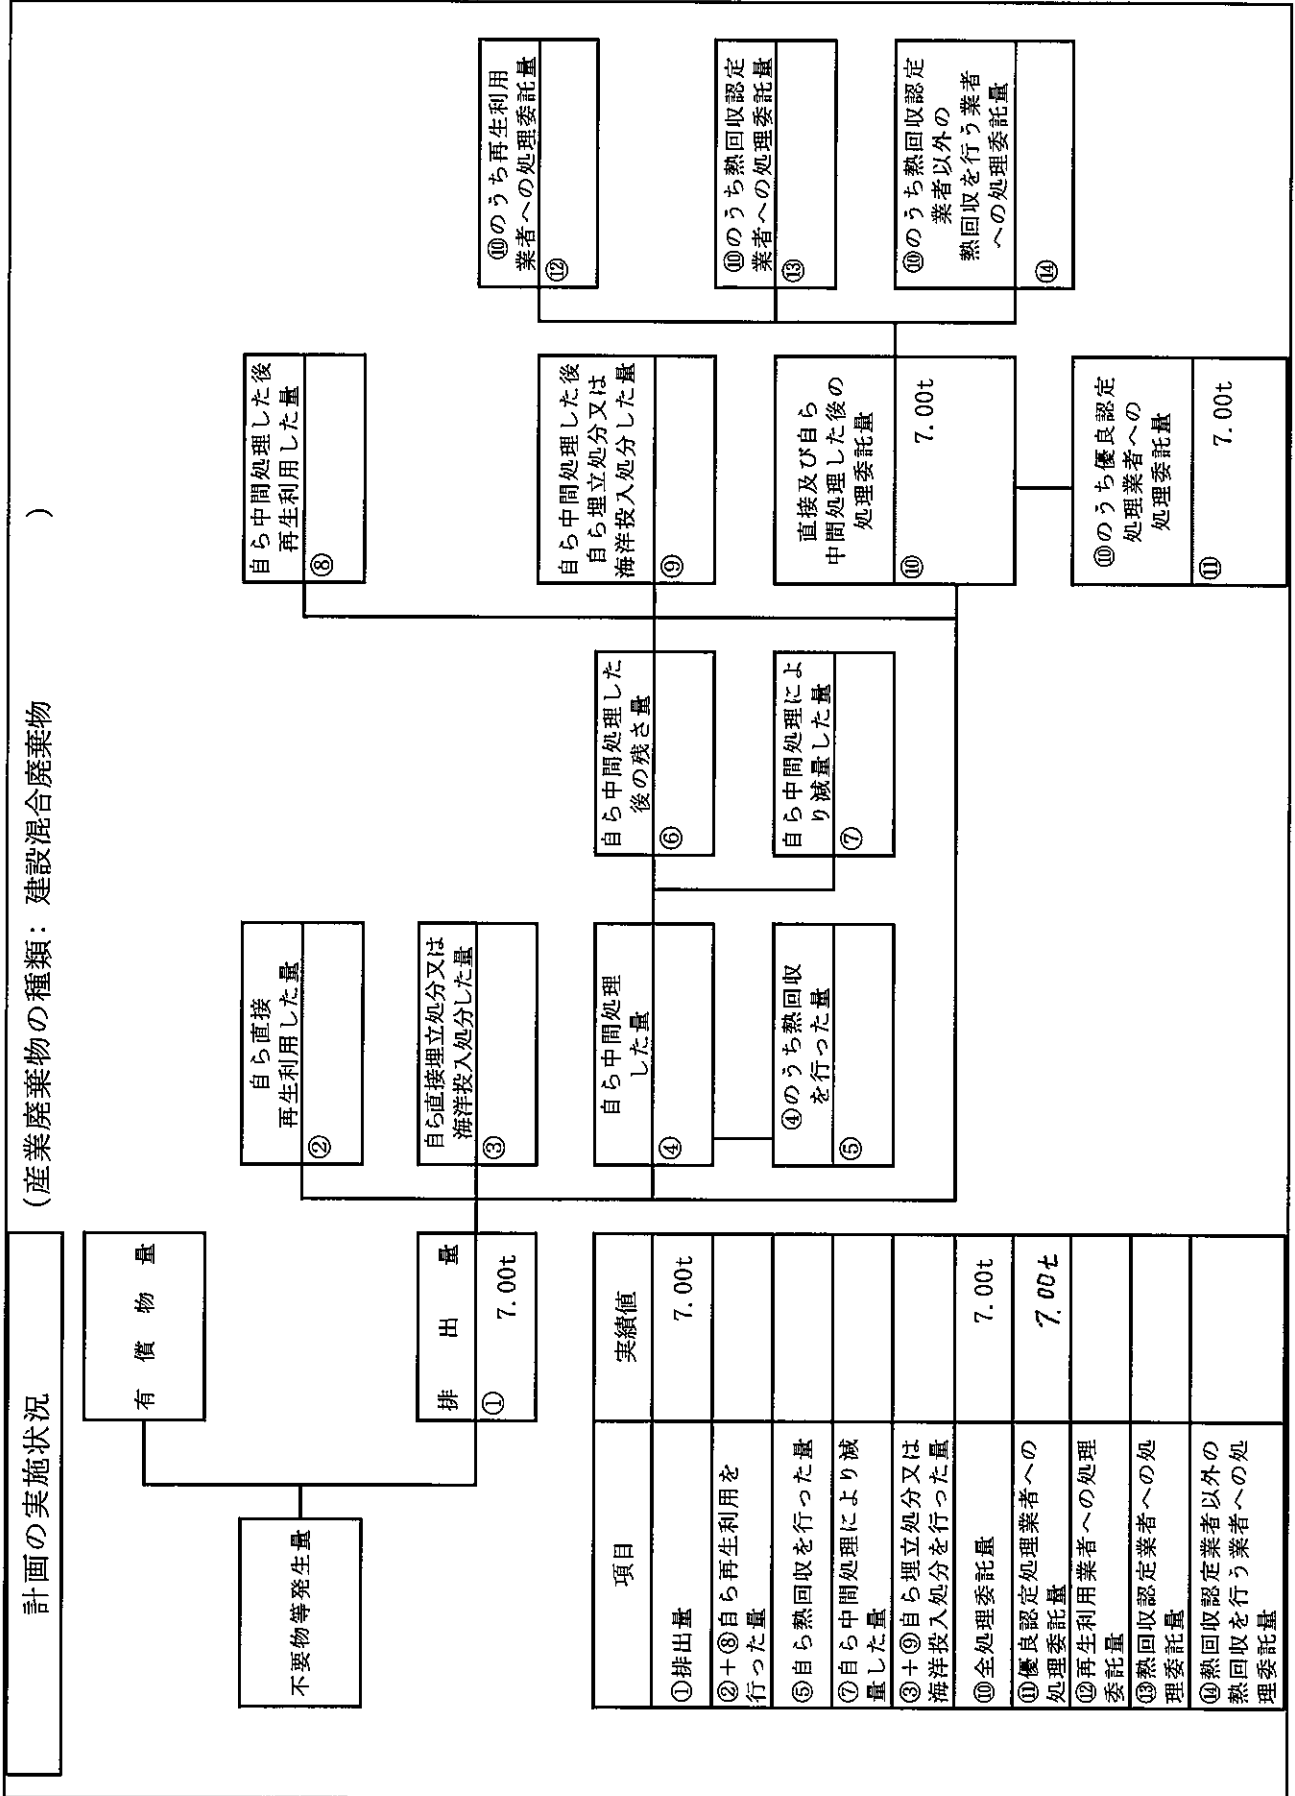 計画の実施状況
(産業廃棄物の種類：建設混合廃棄物
)
不要物等発生量
有償物量
排出量
① 7.00t
自ら直接
再生利用した量
②
自ら直接埋立処分又は
海洋投入処分した量
③
自ら中間処理
した量
④
④のうち熱回収
を行った量
⑤
自ら中間処理した
後の残さ量
⑥
自ら中間処理によ
り減量した量
⑦
自ら中間処理した後
再生利用した量
⑧
自ら中間処理した後
自ら埋立処分又は
海洋投入処分した量
⑨
直接及び自ら
中間処理した後の
処理委託量
⑩ 7.00t
⑩のうち優良認定
処理業者への
処理委託量
⑪ 7.00t
⑩のうち再生利用
業者への処理委託量
⑫
⑩のうち熱回収認定
業者への処理委託量
⑬
⑩のうち熱回収認定
業者以外の
熱回収を行う業者
への処理委託量
⑭
項目 実績値
①排出量 7.00t
②＋⑧自ら再生利用を
行った量
⑤自ら熱回収を行った量
⑦自ら中間処理により減
量した量
③＋⑨自ら埋立処分又は
海洋投入処分を行った量
⑩全処理委託量 7.00t
⑪優良認定処理業者への
処理委託量 7.00t
⑫再生利用業者への処理
委託量
⑬熱回収認定業者への処
理委託量
⑭熱回収認定業者以外の
熱回収を行う業者への処
理委託量